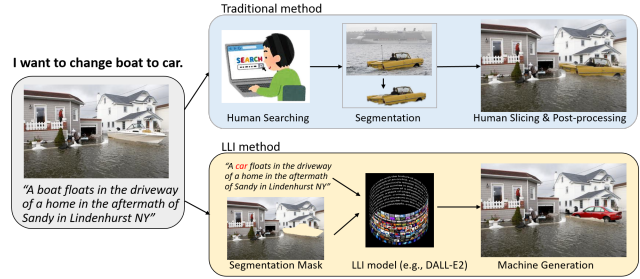 Traditional method
I want to change boat to car.
"A boat floats in the driveway
of a home in the aftermath of
Sandy in Lindenhurst NY"
SEARCH
Human Searching
Segmentation
Human Slicing & Post-processing
LLI method
"A car floats in the driveway
of a home in the aftermath
of Sandy in Lindenhurst NY"
Segmentation Mask
LLI model (e.g., DALL-E2)
Machine Generation